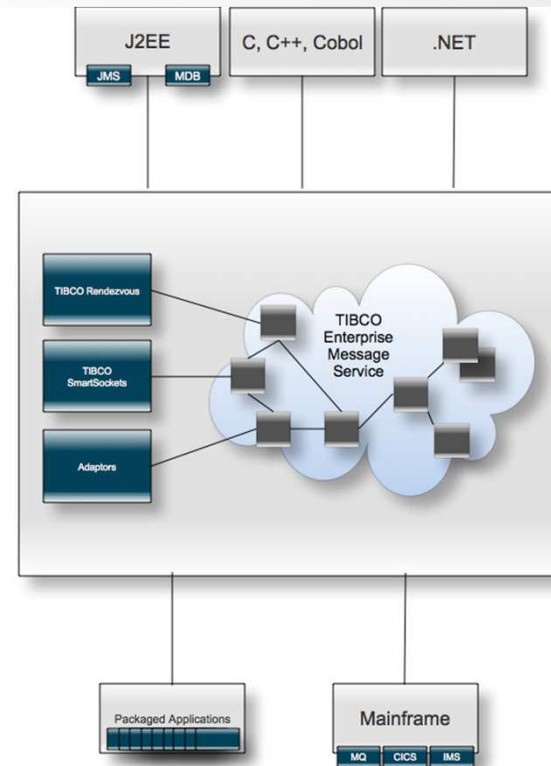 J2EE
C, C++, Cobol
.NET
JMS
MDB
TIBCO Rendezvous
TIBCO
SmartSockets
Adaptors
TIBCO
Enterprise
Message
Service
Packaged Applications
Mainframe
MQ
CICS
IMS